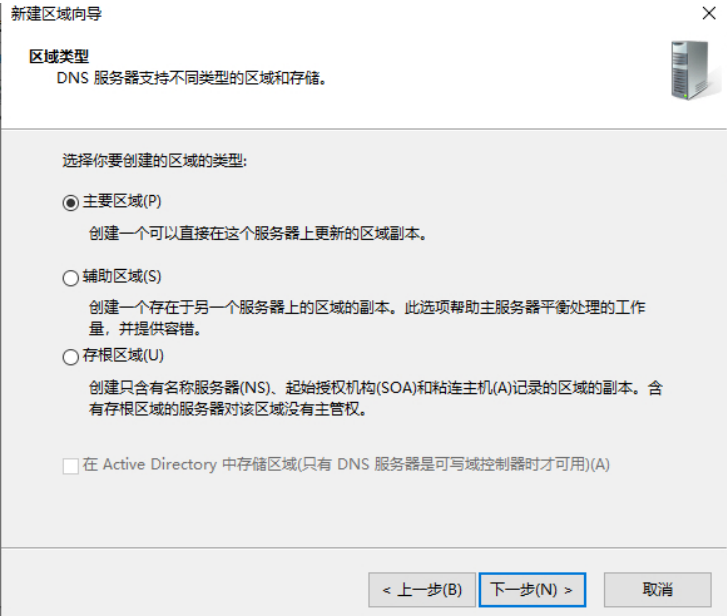 新建区域向导
区域类型
DNS 服务器支持不同类型的区域和存储。
选择你要创建的区域的类型:
主要区域(P)
创建一个可以直接在这个服务器上更新的区域副本。
辅助区域(S)
创建一个存在于另一个服务器上的区域的副本。此选项帮助主服务器平衡处理的工作
量，并提供容错。
存根区域(U)
创建只含有名称服务器(NS)、起始授权机构(SOA)和粘连主机(A)记录的区域的副本。含
有存根区域的服务器对该区域没有主管权。
在 Active Directory 中存储区域(只有 DNS 服务器是可写域控制器时才可用)(A)
< 上一步(B) 下一步(N) > 取消